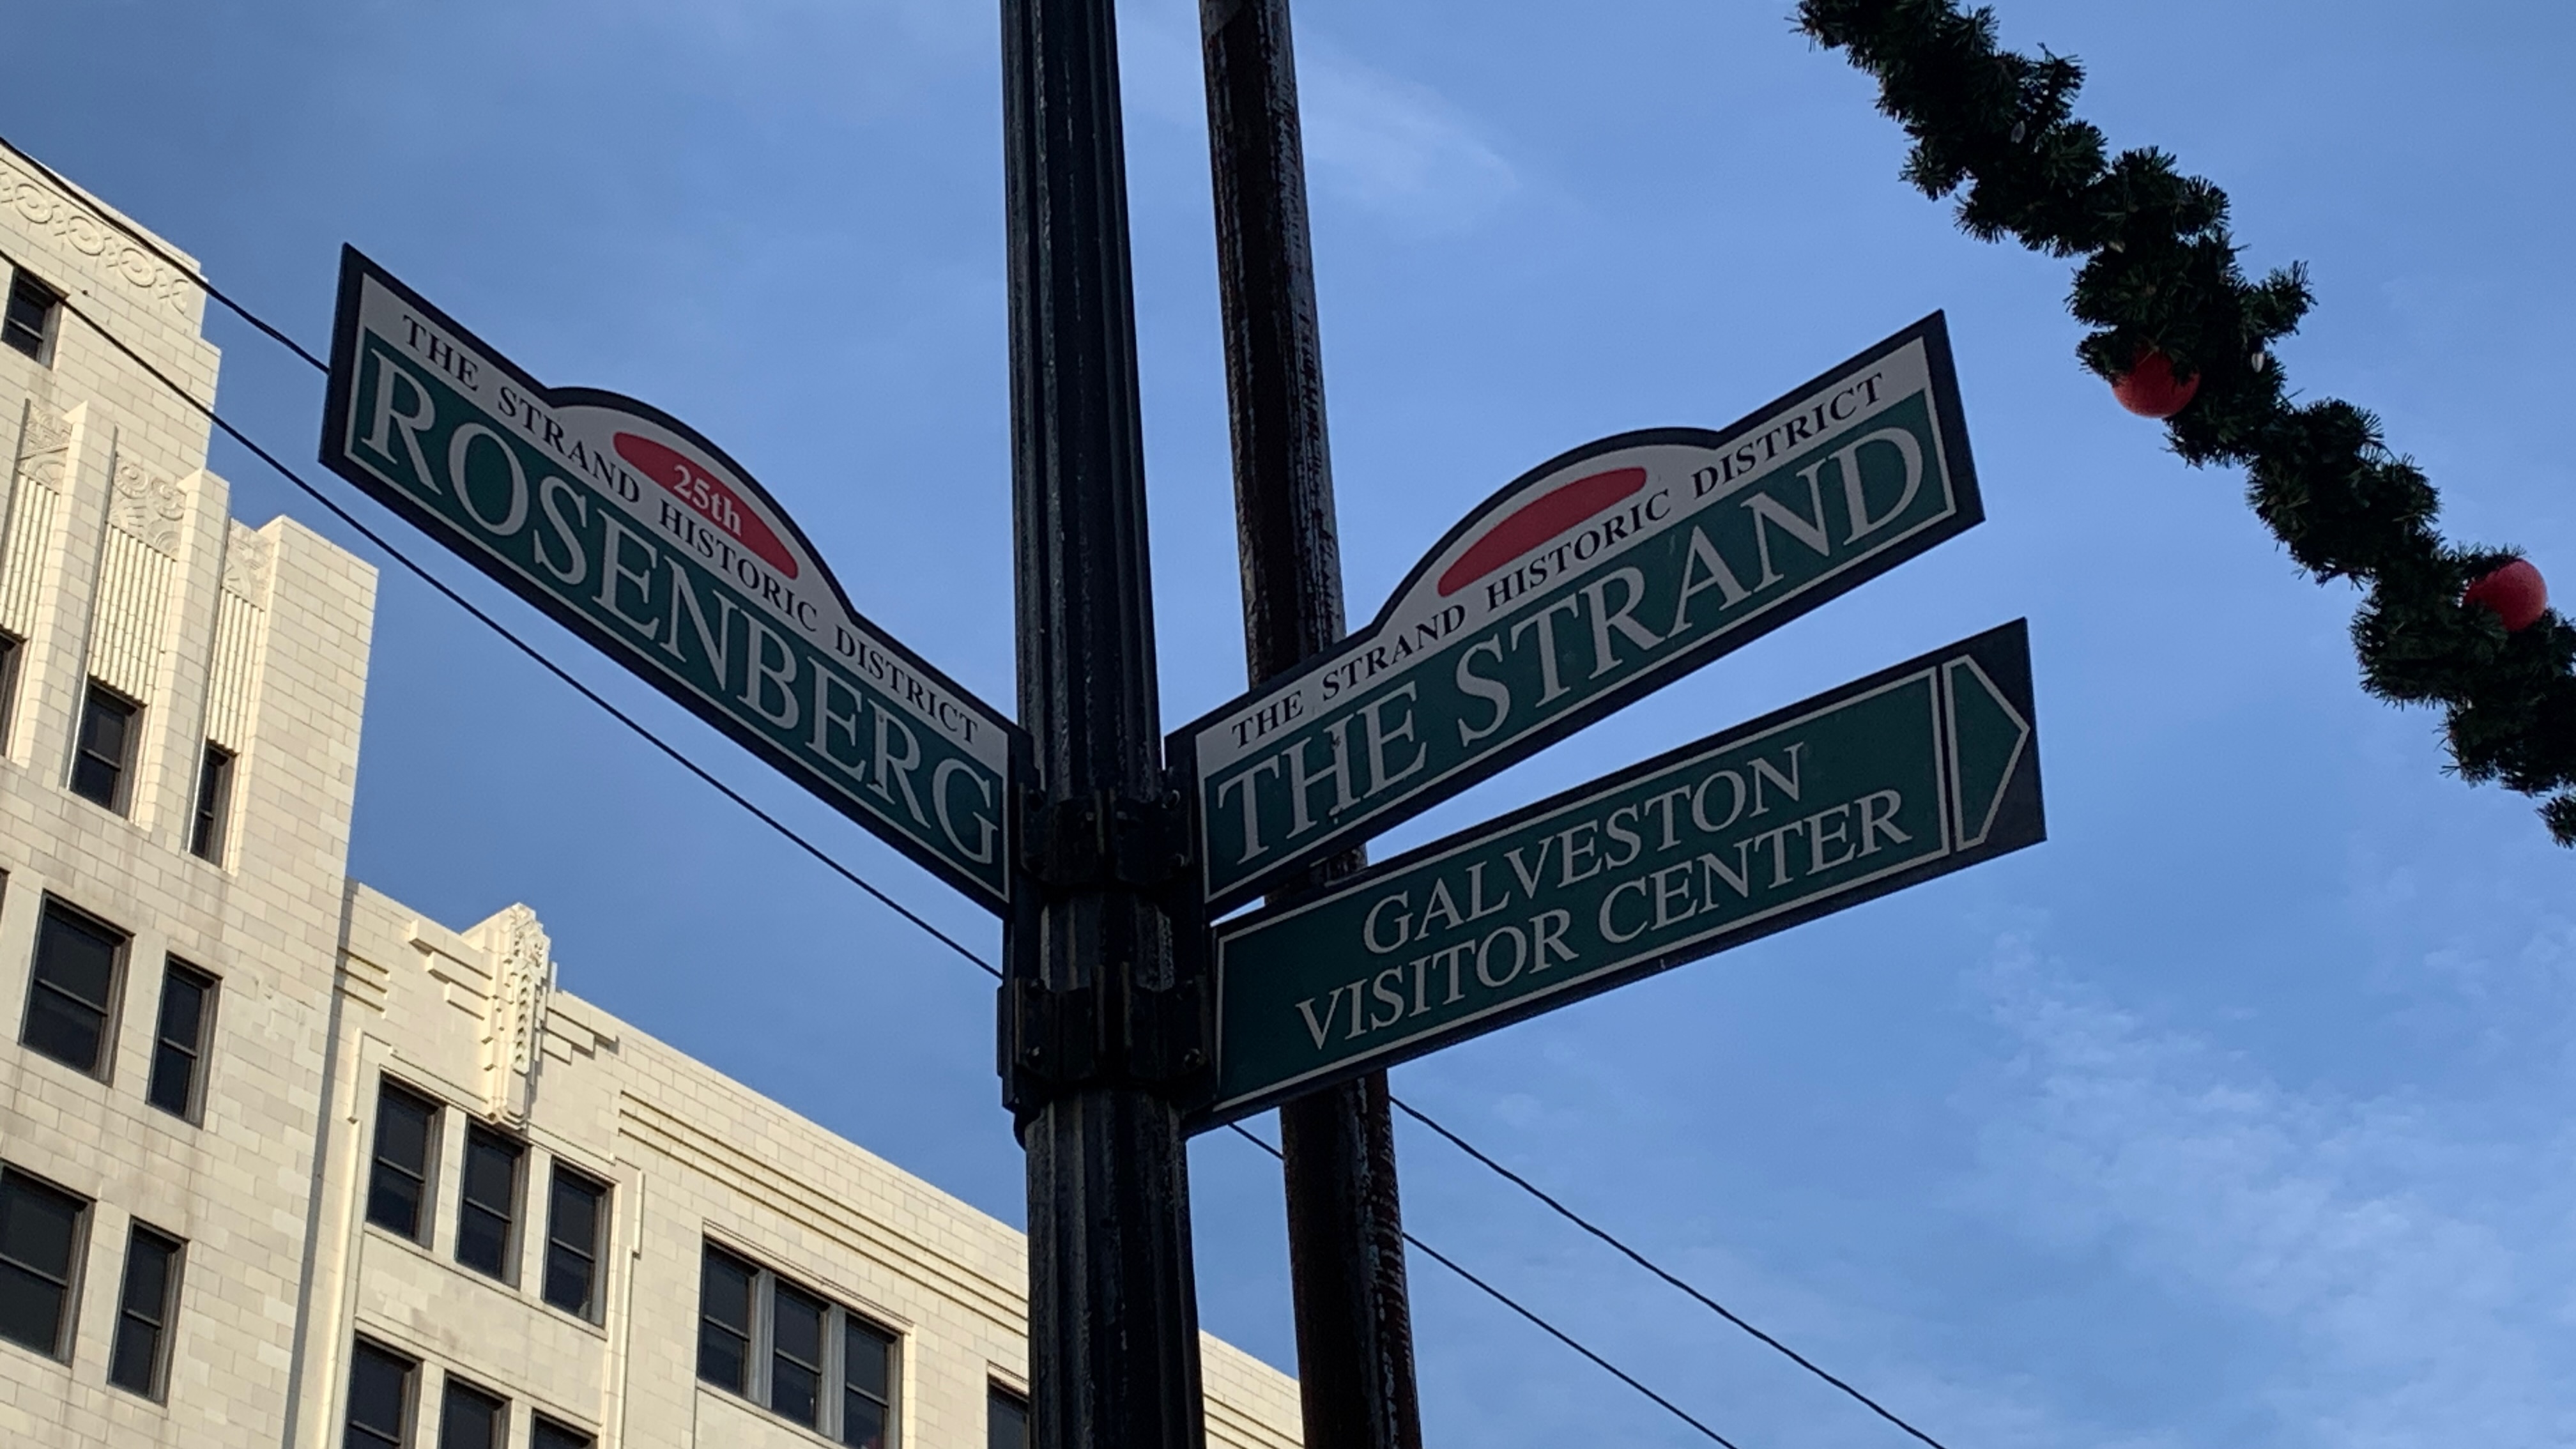 25th
THE STRAND HISTORIC DISTRICT
ROSENBERG
THE STRAND HISTORIC DISTRICT
THE STRAND
GALVESTON
VISITOR CENTER